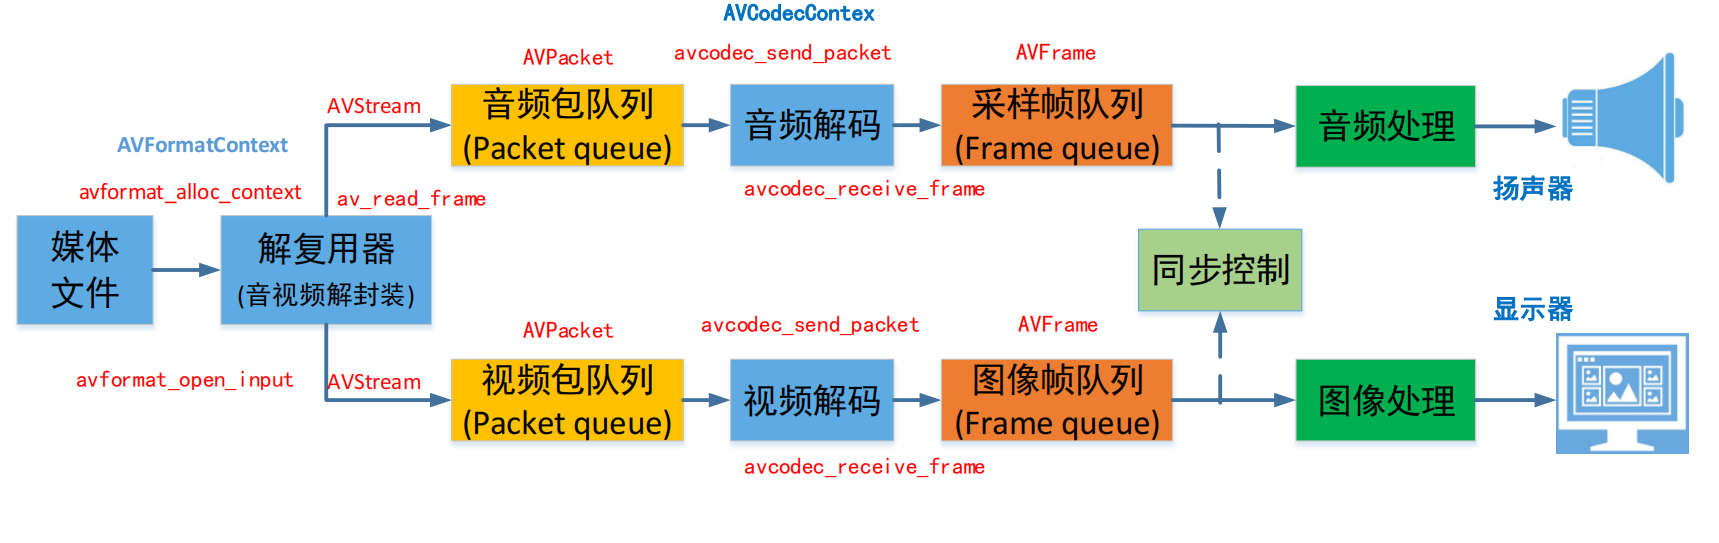 AVCodecContex
AVPacket
avcodec_send_packet
AVFrame
AVStream
音频包队列
(Packet queue)
音频解码
采样帧队列
(Frame queue)
音频处理
AVFormatContext
avformat_alloc_context
av_read_frame
avcodec_receive_frame
扬声器
媒体
文件
解复用器
(音视频解封装)
同步控制
显示器
AVPacket
avcodec_send_packet
AVFrame
avformat_open_input
AVStream
视频包队列
(Packet queue)
视频解码
图像帧队列
(Frame queue)
图像处理
avcodec_receive_frame